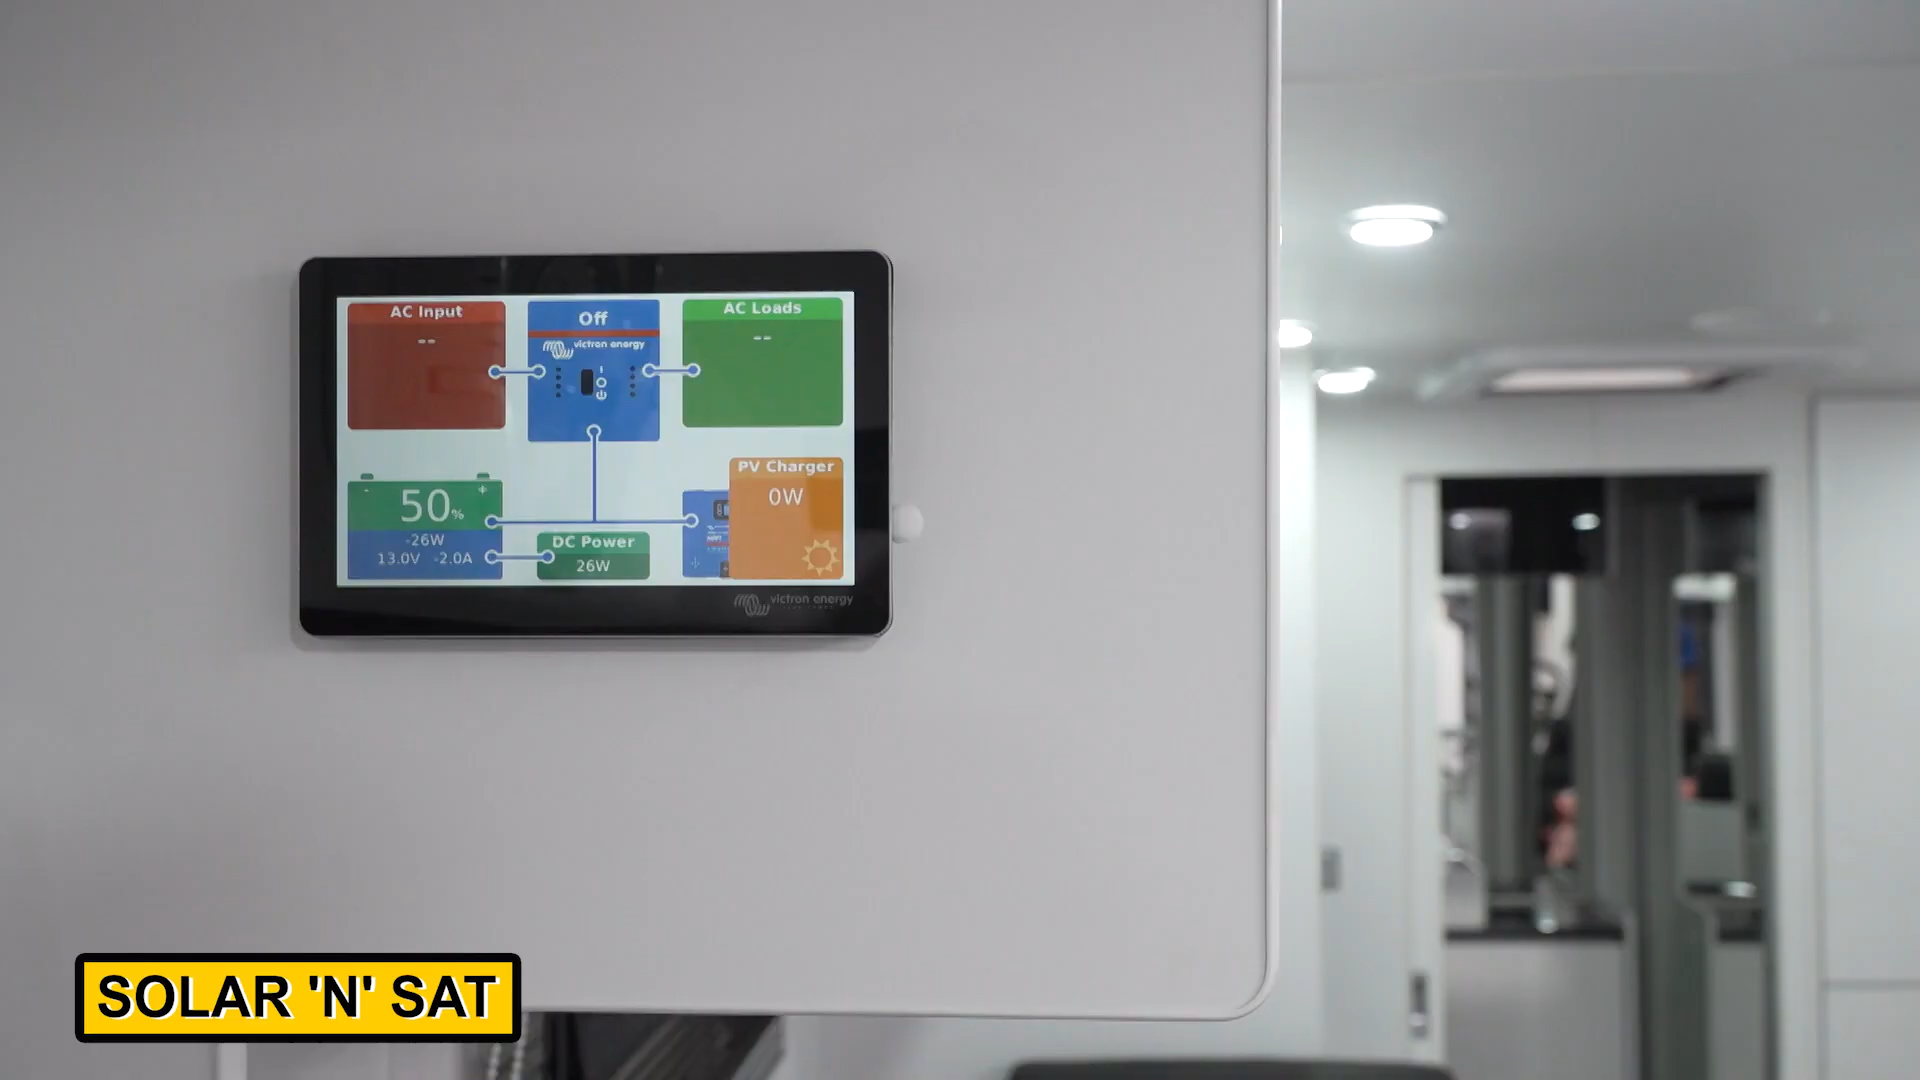 AC Input
--
Off
victron energy
AC Loads
--
50%
-26W
13.0V -2.0A
DC Power
26W
PV Charger
0W
victron energy
SOLAR 'N' SAT